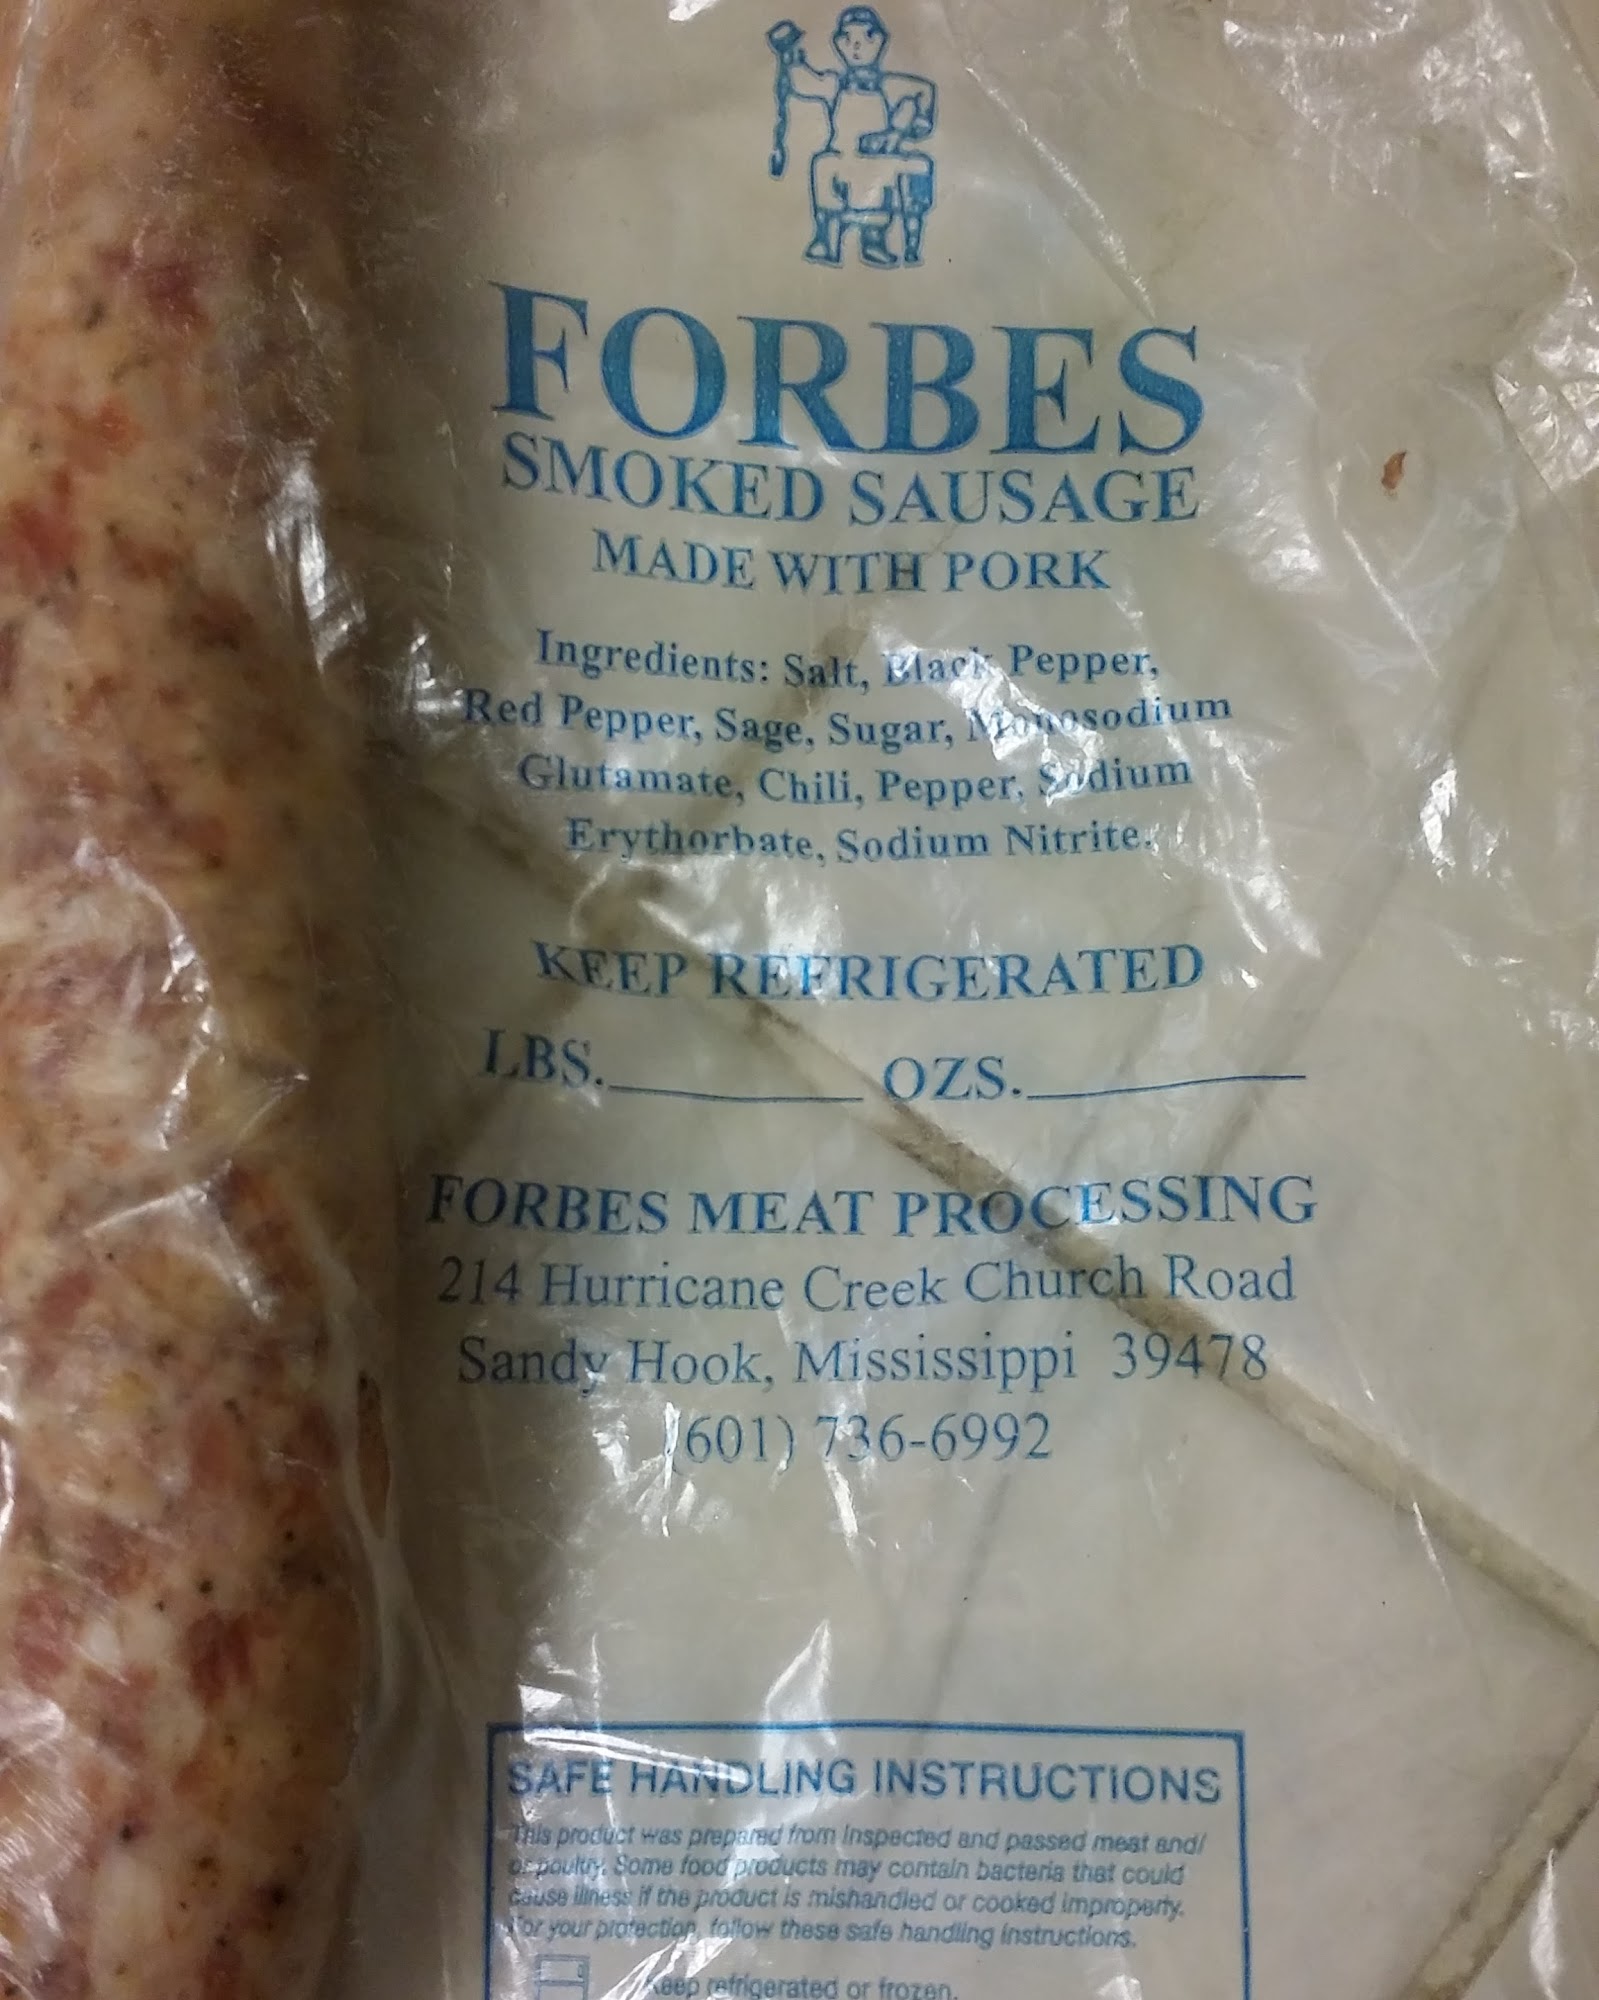 FORBES
SMOKED SAUSAGE
MADE WITH PORK
Ingredients: Salt, Black Pepper,
Red Pepper, Sage, Sugar, Monosodium
Glutamate, Chili, Pepper, Sodium
Erythorbate, Sodium Nitrite.
KEEP REFRIGERATED
LBS. OZS.
FORBES MEAT PROCESSING
214 Hurricane Creek Church Road
Sandy Hook, Mississippi 39478
(601) 736-6992
SAFE HANDLING INSTRUCTIONS
This product was prepared from inspected and passed meat and/
or poultry. Some food products may contain bacteria that could
cause illness if the product is mishandled or cooked improperly.
For your protection, follow these safe handling instructions.
Keep refrigerated or frozen.